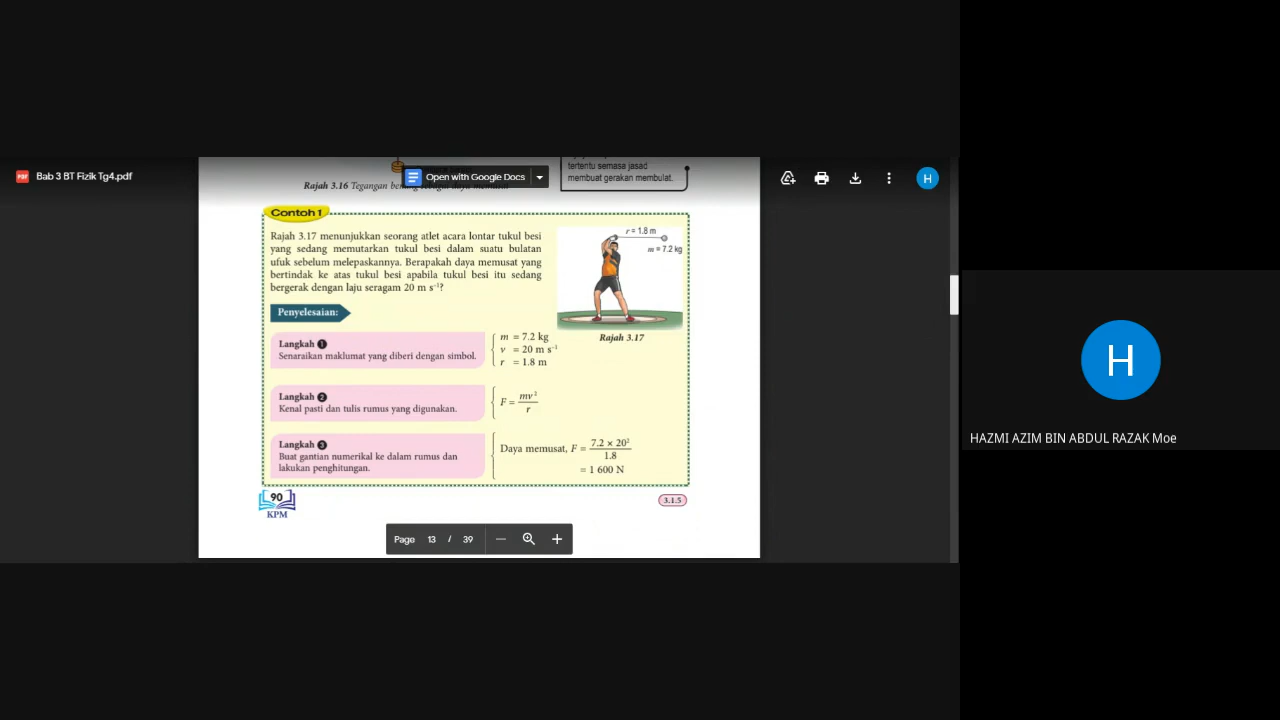 Bab 3 BT Fizik Tg4.pdf
Open with Google Docs
H
tertentu semasa jasad
membuat gerakan membulat.
Rajah 3.16 Tegangan benang sebagai daya memusat
Contoh 1
Rajah 3.17 menunjukkan seorang atlet acara lontar tukul besi
yang sedang memutarkan tukul besi dalam suatu bulatan
ufuk sebelum melepaskannya. Berapakah daya memusat yang
bertindak ke atas tukul besi apabila tukul besi itu sedang
bergerak dengan laju seragam 20 m s⁻¹?
r = 1.8 m
m = 7.2 kg
Rajah 3.17
Penyelesaian:
Langkah 1
Senaraikan maklumat yang diberi dengan simbol.
m = 7.2 kg
v = 20 m s⁻¹
r = 1.8 m
Langkah 2
Kenal pasti dan tulis rumus yang digunakan.
F = mv²/r
Langkah 3
Buat gantian numerikal ke dalam rumus dan
lakukan penghitungan.
Daya memusat, F = 7.2 × 20²/1.8
= 1 600 N
90
KPM
3.1.5
Page 13 / 39
H
HAZMI AZIM BIN ABDUL RAZAK Moe